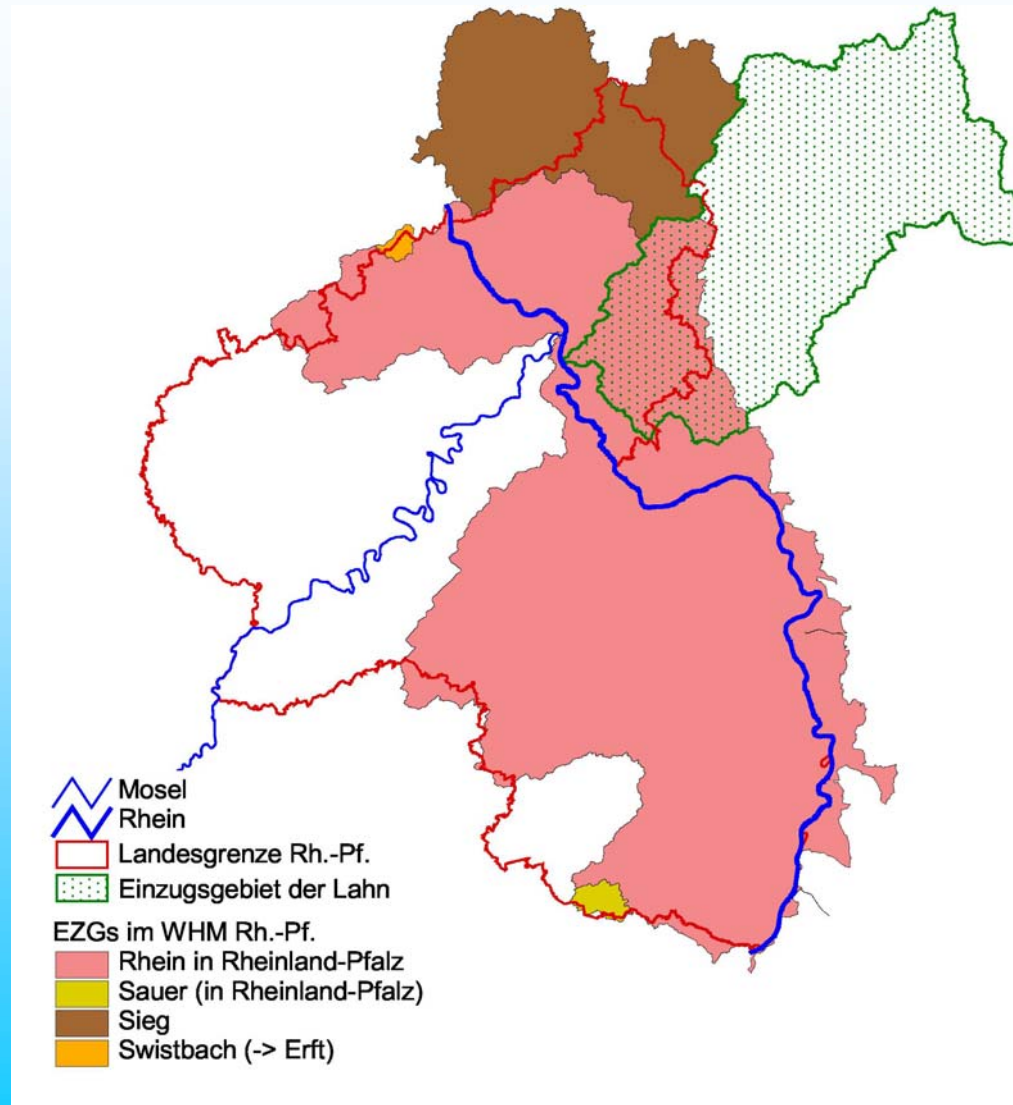 Mosel
Rhein
Landesgrenze Rh.-Pf.
Einzugsgebiet der Lahn
EZGs im WHM Rh.-Pf.
Rhein in Rheinland-Pfalz
Sauer (in Rheinland-Pfalz)
Sieg
Swistbach (-> Erft)